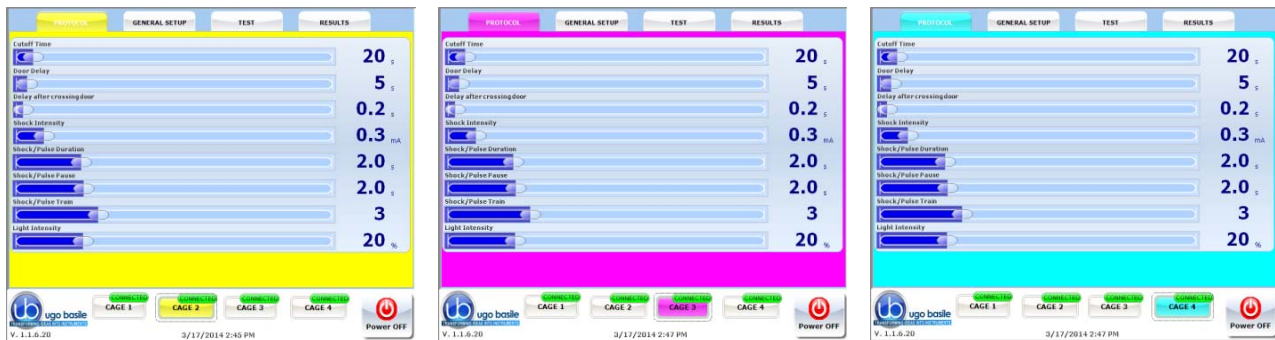 PROTOCOL GENERAL SETUP TEST RESULTS
Cutoff Time
20 s
Door Delay
5 s
Delay after crossing door
0.2 s
Shock Intensity
0.3 mA
Shock/Pulse Duration
2.0 s
Shock/Pulse Pause
2.0 s
Shock/Pulse Train
3
Light Intensity
20 %
CONNECTED CONNECTED CONNECTED CONNECTED
CAGE 1 CAGE 2 CAGE 3 CAGE 4
ub ugo basile
Power OFF
V. 1.1.6.20 3/17/2014 2:45 PM
PROTOCOL GENERAL SETUP TEST RESULTS
Cutoff Time
20 s
Door Delay
5 s
Delay after crossing door
0.2 s
Shock Intensity
0.3 mA
Shock/Pulse Duration
2.0 s
Shock/Pulse Pause
2.0 s
Shock/Pulse Train
3
Light Intensity
20 %
CONNECTED CONNECTED CONNECTED CONNECTED
CAGE 1 CAGE 2 CAGE 3 CAGE 4
ub ugo basile
Power OFF
V. 1.1.6.20 3/17/2014 2:47 PM
PROTOCOL GENERAL SETUP TEST RESULTS
Cutoff Time
20 s
Door Delay
5 s
Delay after crossing door
0.2 s
Shock Intensity
0.3 mA
Shock/Pulse Duration
2.0 s
Shock/Pulse Pause
2.0 s
Shock/Pulse Train
3
Light Intensity
20 %
CONNECTED CONNECTED CONNECTED CONNECTED
CAGE 1 CAGE 2 CAGE 3 CAGE 4
ub ugo basile
Power OFF
V. 1.1.6.20 3/17/2014 2:47 PM